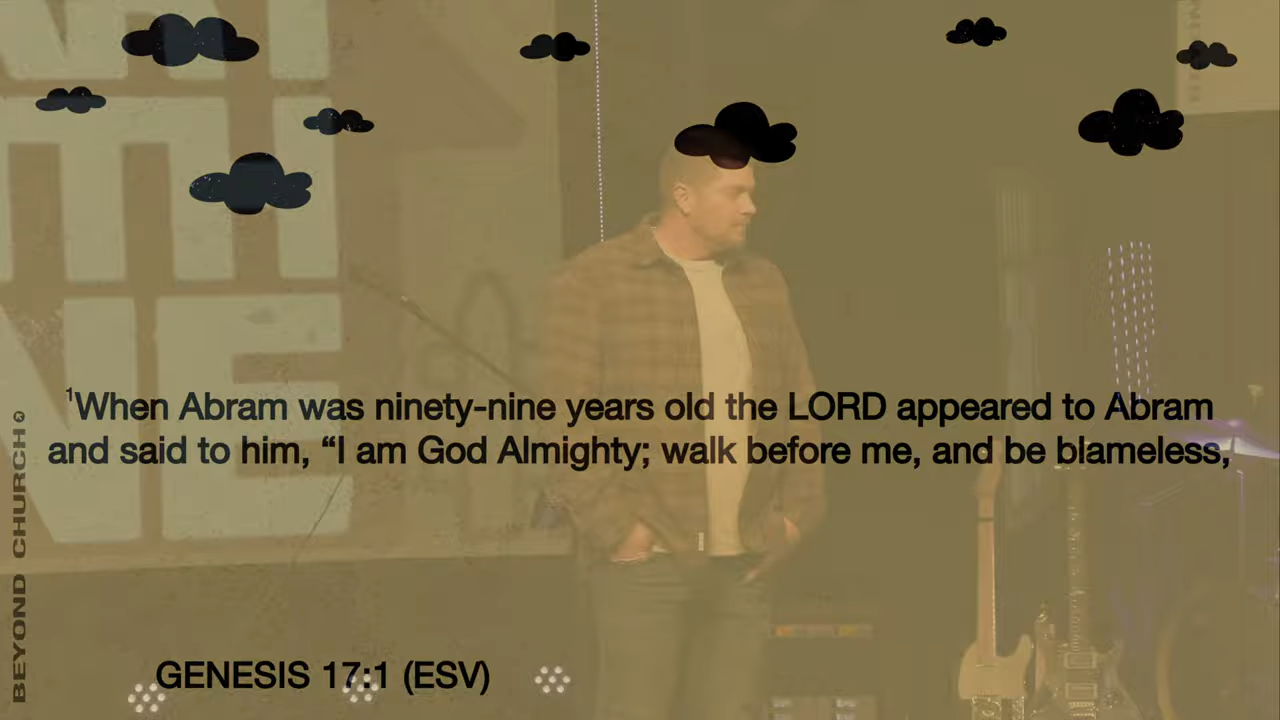 ¹When Abram was ninety-nine years old the LORD appeared to Abram
and said to him, “I am God Almighty; walk before me, and be blameless,
GENESIS 17:1 (ESV)
BEYOND CHURCH